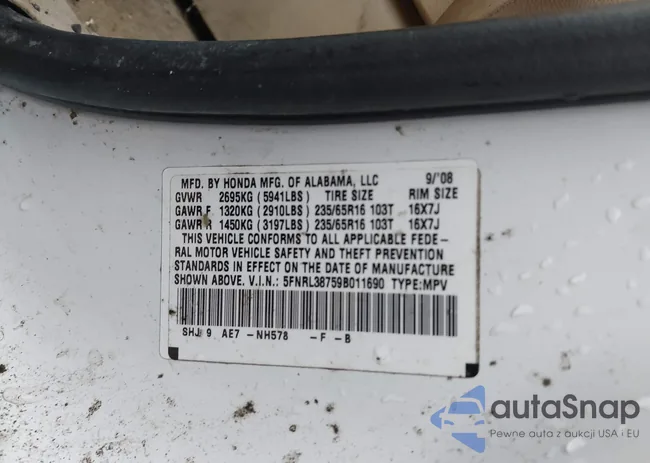 MFD. BY HONDA MFG. OF ALABAMA, LLC 9/'08
GVWR 2695KG (5941LBS) TIRE SIZE RIM SIZE
GAWR F 1320KG (2910LBS) 235/65R16 103T 16X7J
GAWR R 1450KG (3197LBS) 235/65R16 103T 16X7J
THIS VEHICLE CONFORMS TO ALL APPLICABLE FEDE-
RAL MOTOR VEHICLE SAFETY AND THEFT PREVENTION
STANDARDS IN EFFECT ON THE DATE OF MANUFACTURE
SHOWN ABOVE. V.I.N.: 5FNRL38759B011690 TYPE:MPV
SHJ 9 AE7 -NH578 -F -B
autaSnap
Pewne auta z aukcji USA i EU